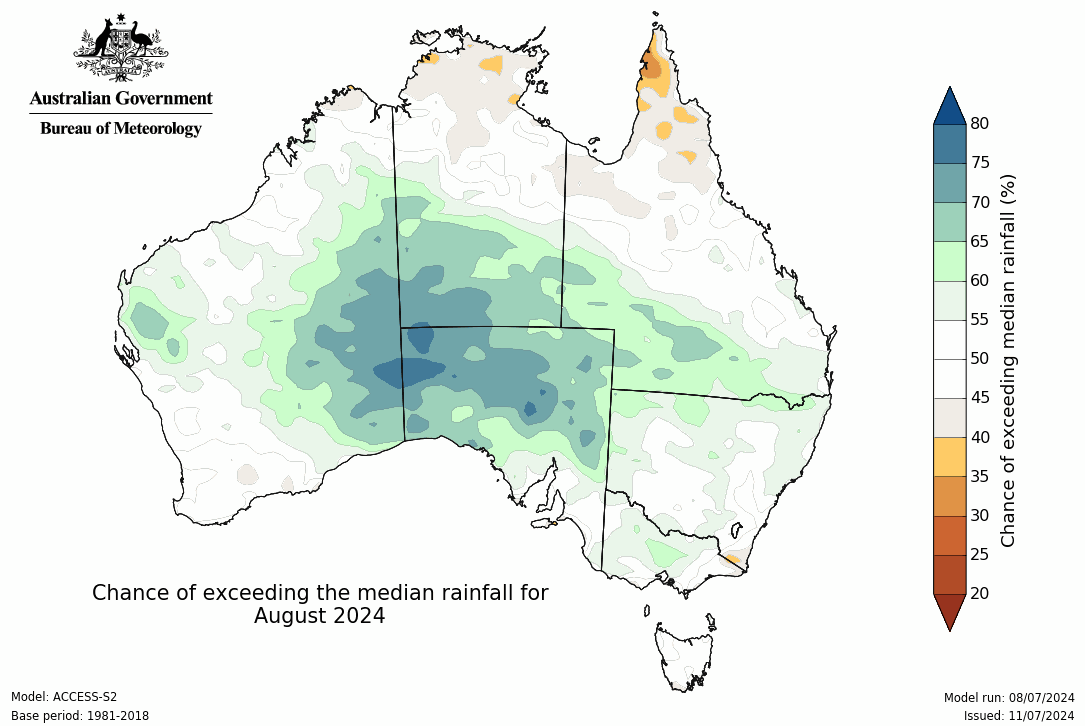 AUSTRALIA
Australian Government
Bureau of Meteorology
80
75
70
65
60
55
50
45
40
35
30
25
20
Chance of exceeding median rainfall (%)
Chance of exceeding the median rainfall for
August 2024
Model: ACCESS-S2
Base period: 1981-2018
Model run: 08/07/2024
Issued: 11/07/2024